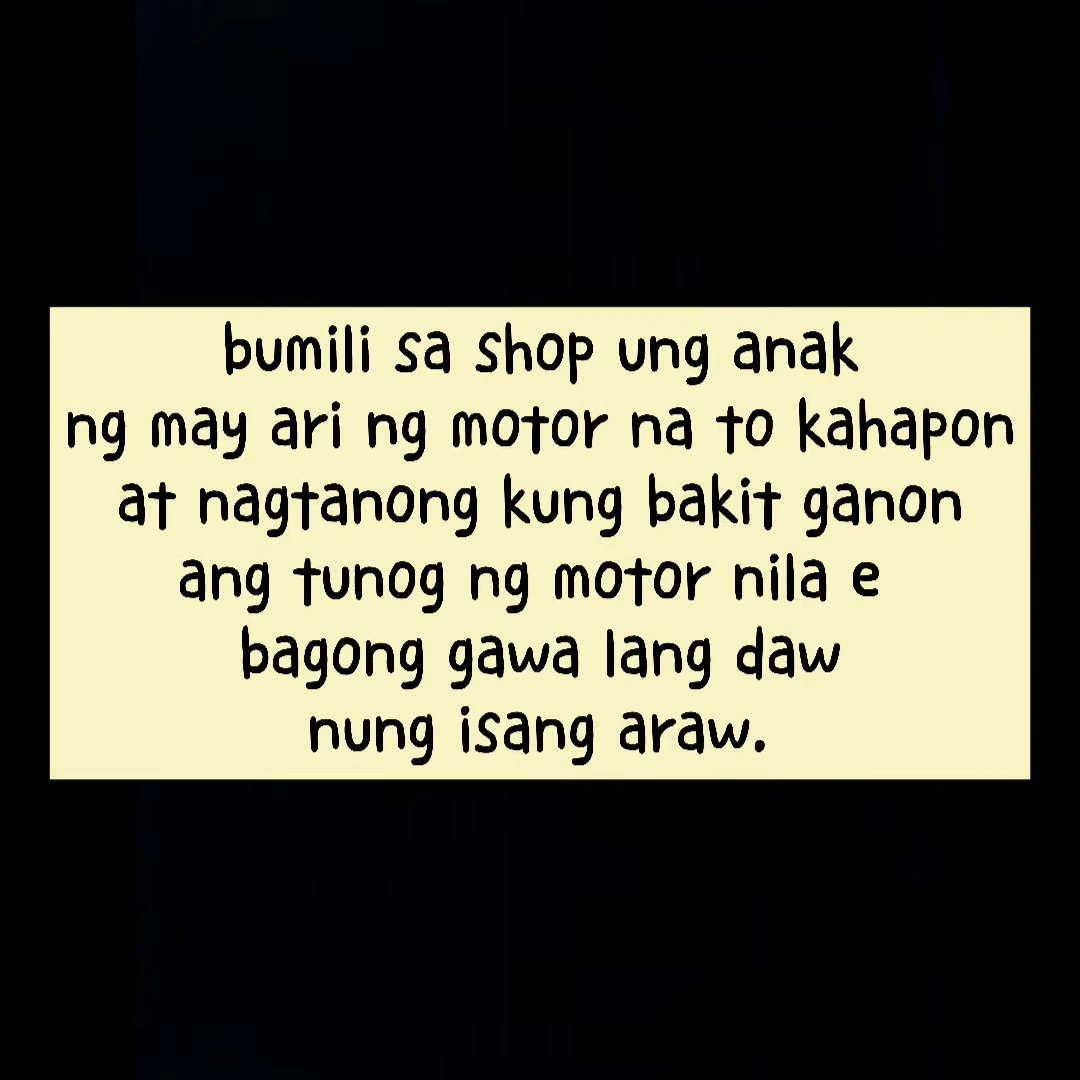 bumili sa shop ung anak
ng may ari ng motor na to kahapon
at nagtanong kung bakit ganon
ang tunog ng motor nila e
bagong gawa lang daw
nung isang araw.